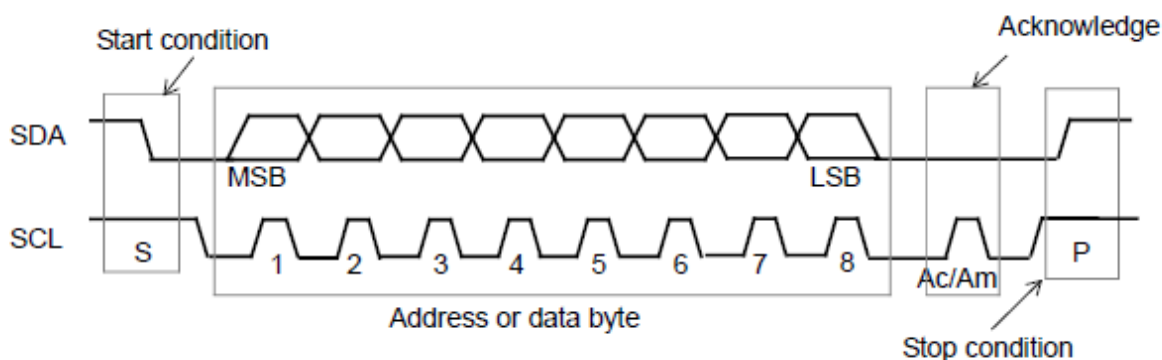 Start condition
Acknowledge
SDA
MSB
LSB
SCL
S
1 2 3 4 5 6 7 8
Ac/Am
P
Address or data byte
Stop condition